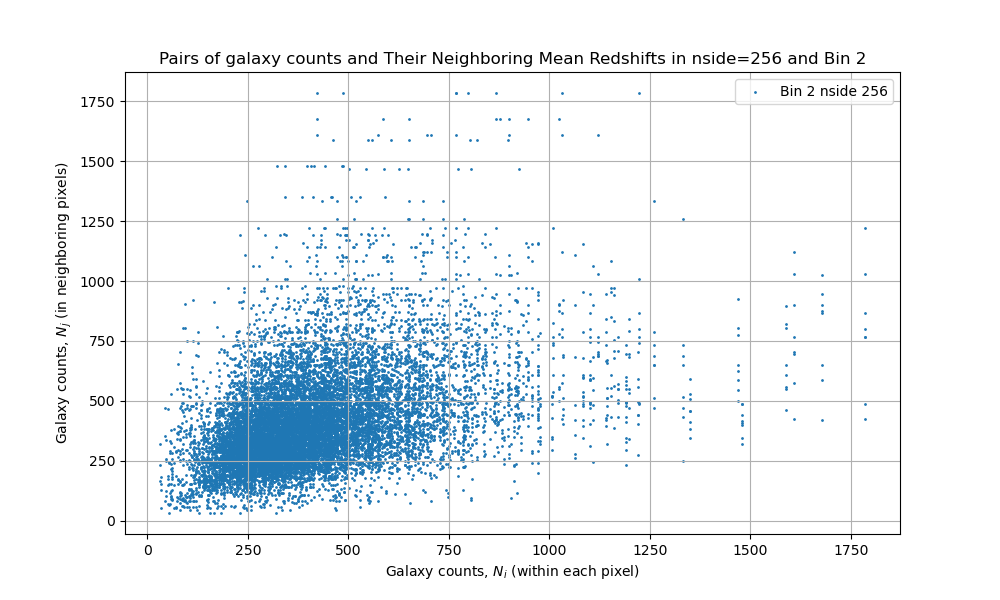 Pairs of galaxy counts and Their Neighboring Mean Redshifts in nside=256 and Bin 2
Bin 2 nside 256
1750
1500
1250
1000
750
500
250
0
Galaxy counts, N_j (in neighboring pixels)
0 250 500 750 1000 1250 1500 1750
Galaxy counts, N_i (within each pixel)